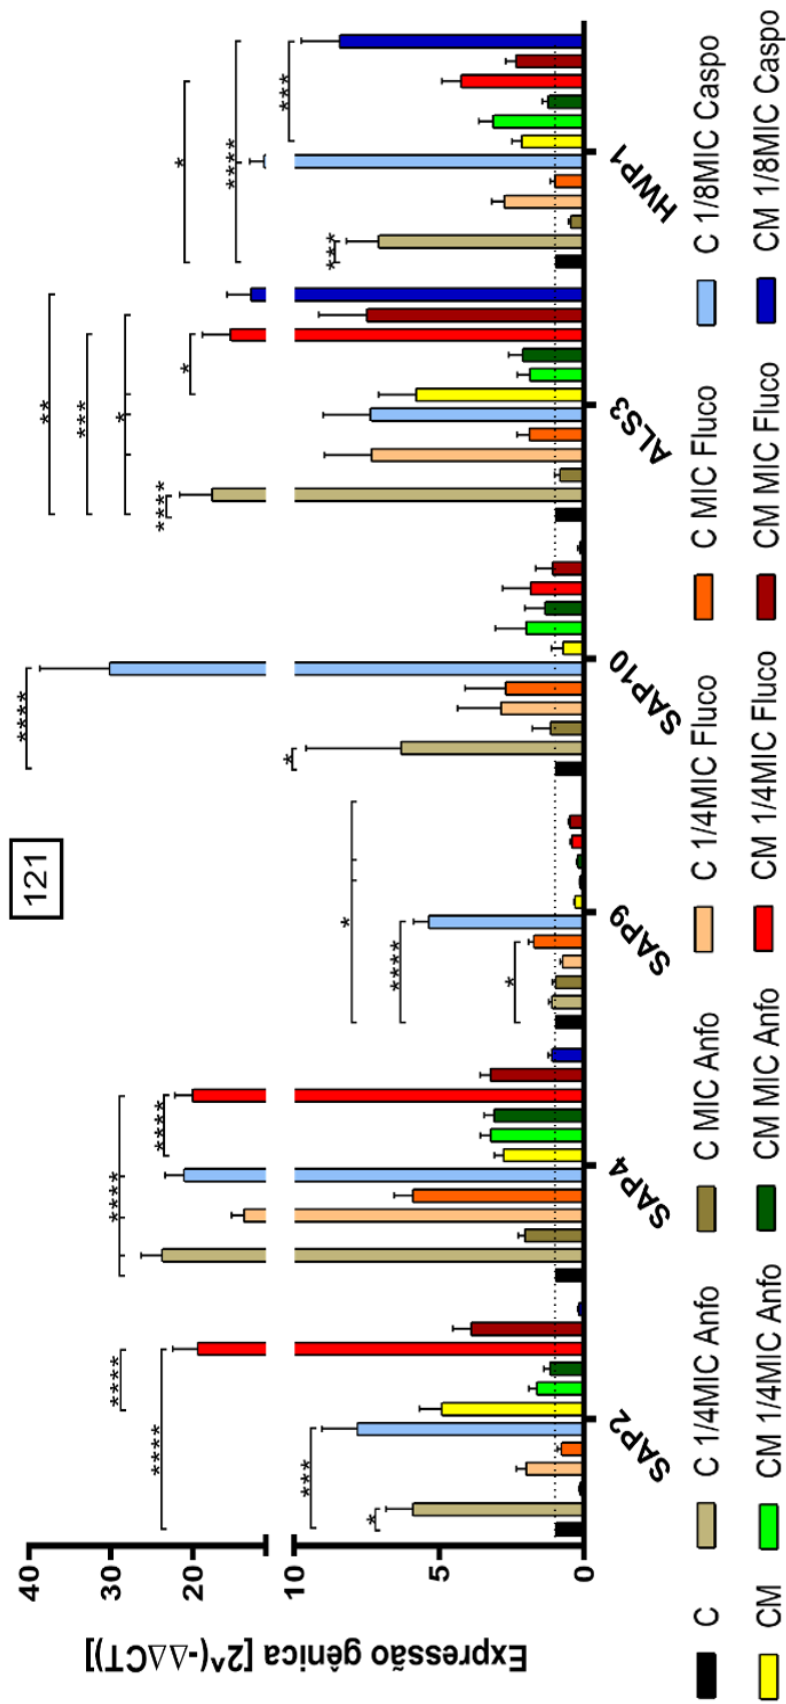 121
Expressão gênica [2^(-ΔΔCT)]
40
30
20
10
5
0
*
***
****
****
****
****
*
****
*
*
****
****
*
***
**
*
***
****
*
***
SAP2
SAP4
SAP9
SAP10
ALS3
HWP1
C
C 1/4MIC Anfo
C MIC Anfo
C 1/4MIC Fluco
C MIC Fluco
C 1/8MIC Caspo
CM
CM 1/4MIC Anfo
CM MIC Anfo
CM 1/4MIC Fluco
CM MIC Fluco
CM 1/8MIC Caspo